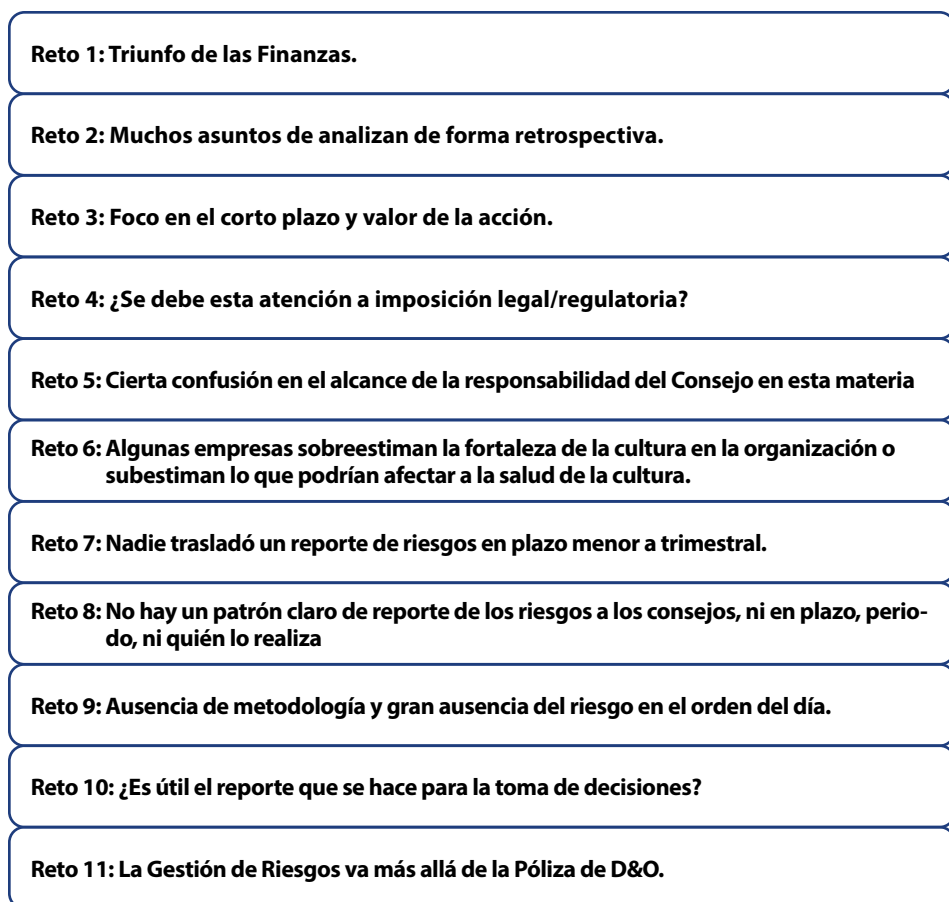 Reto 1: Triunfo de las Finanzas.
Reto 2: Muchos asuntos de analizan de forma retrospectiva.
Reto 3: Foco en el corto plazo y valor de la acción.
Reto 4: ¿Se debe esta atención a imposición legal/regulatoria?
Reto 5: Cierta confusión en el alcance de la responsabilidad del Consejo en esta materia
Reto 6: Algunas empresas sobreestiman la fortaleza de la cultura en la organización o
subestiman lo que podrían afectar a la salud de la cultura.
Reto 7: Nadie trasladó un reporte de riesgos en plazo menor a trimestral.
Reto 8: No hay un patrón claro de reporte de los riesgos a los consejos, ni en plazo, perio-
do, ni quién lo realiza
Reto 9: Ausencia de metodología y gran ausencia del riesgo en el orden del día.
Reto 10: ¿Es útil el reporte que se hace para la toma de decisiones?
Reto 11: La Gestión de Riesgos va más allá de la Póliza de D&O.